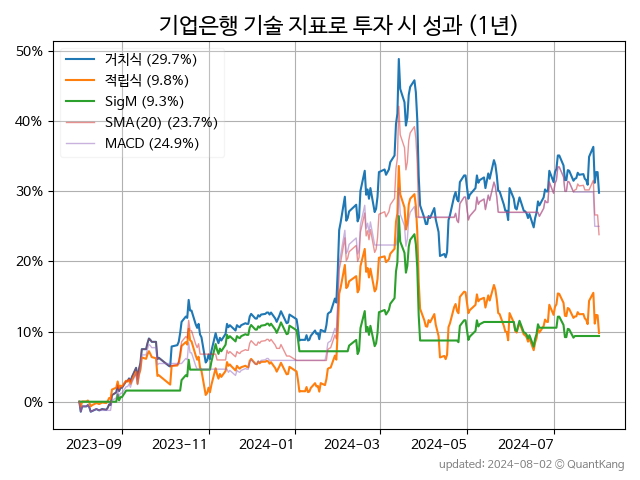 기업은행 기술 지표로 투자 시 성과 (1년)
50%
40%
30%
20%
10%
0%
거치식 (29.7%)
적립식 (9.8%)
SigM (9.3%)
SMA(20) (23.7%)
MACD (24.9%)
2023-09 2023-11 2024-01 2024-03 2024-05 2024-07
updated: 2024-08-02 © QuantKang